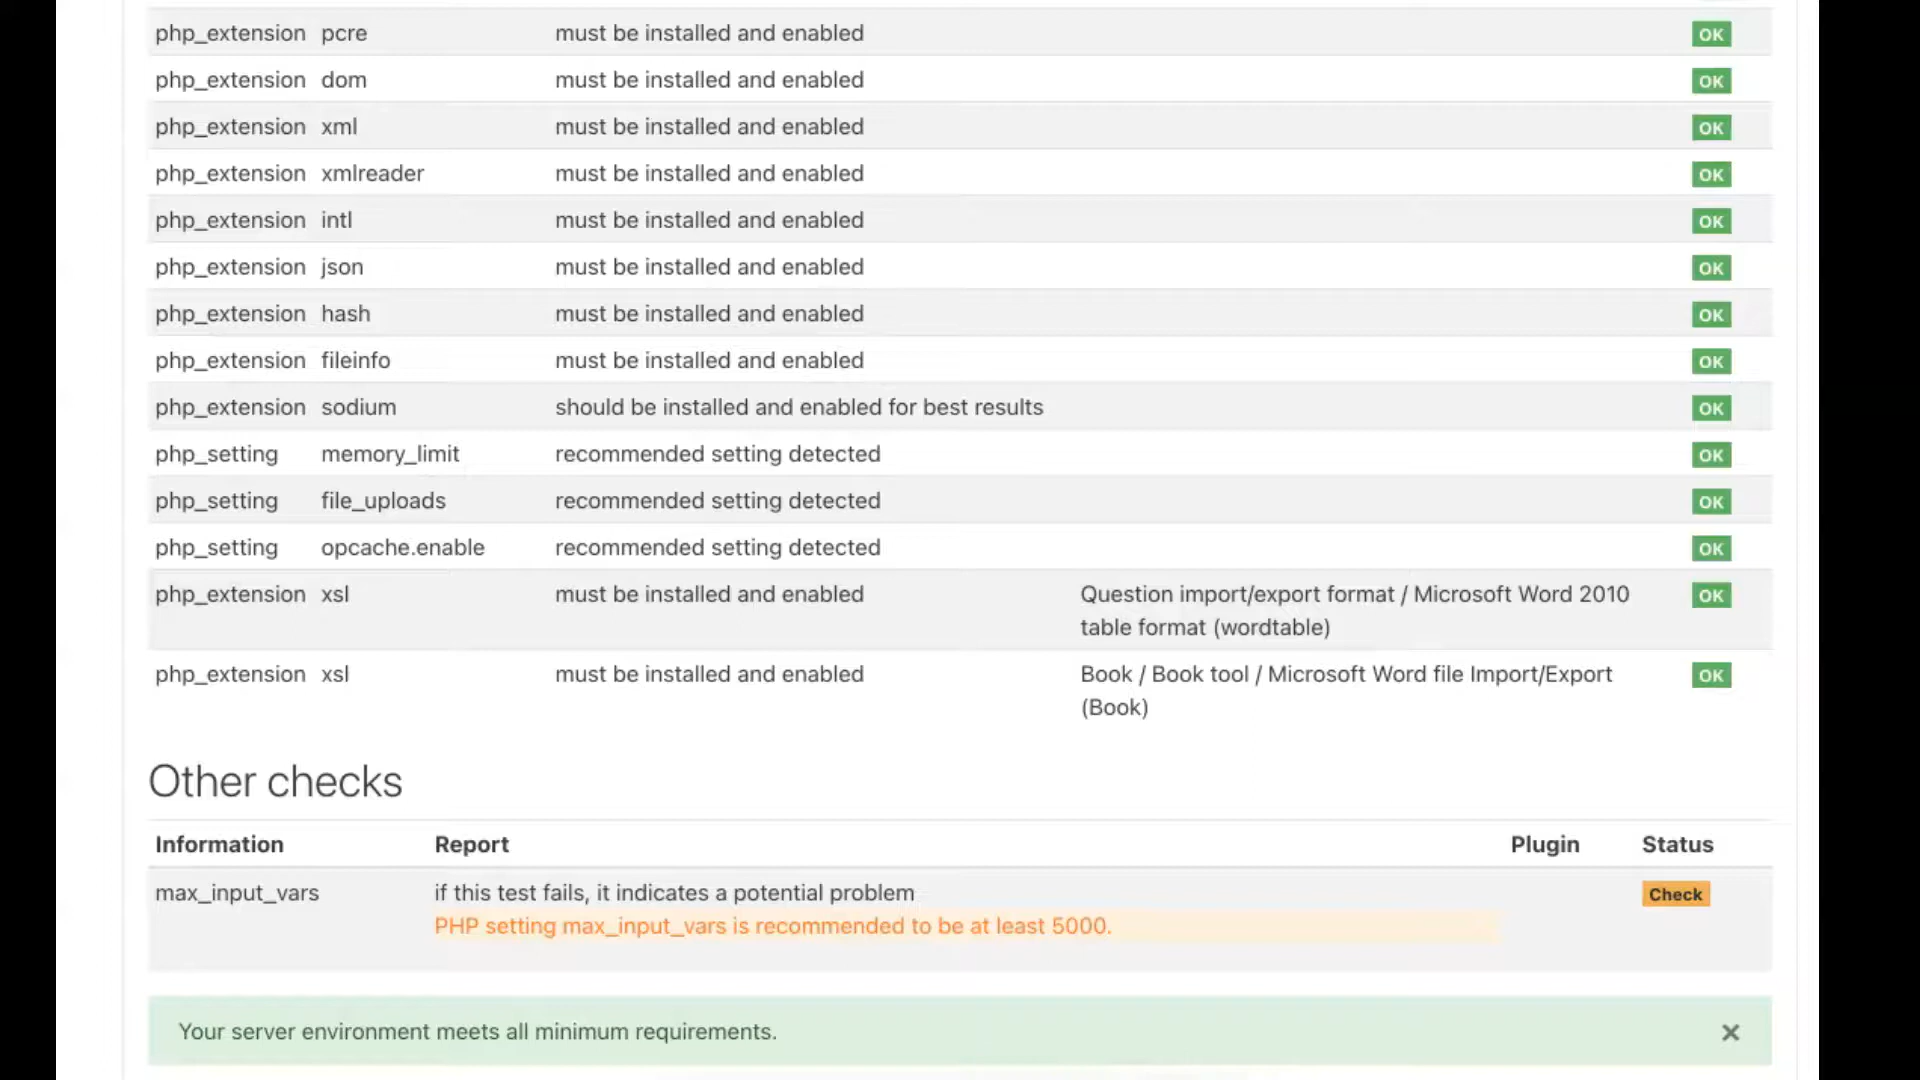 php_extension pcre must be installed and enabled OK
php_extension dom must be installed and enabled OK
php_extension xml must be installed and enabled OK
php_extension xmlreader must be installed and enabled OK
php_extension intl must be installed and enabled OK
php_extension json must be installed and enabled OK
php_extension hash must be installed and enabled OK
php_extension fileinfo must be installed and enabled OK
php_extension sodium should be installed and enabled for best results OK
php_setting memory_limit recommended setting detected OK
php_setting file_uploads recommended setting detected OK
php_setting opcache.enable recommended setting detected OK
php_extension xsl must be installed and enabled Question import/export format / Microsoft Word 2010 OK
table format (wordtable)
php_extension xsl must be installed and enabled Book / Book tool / Microsoft Word file Import/Export OK
(Book)
Other checks
Information Report Plugin Status
max_input_vars if this test fails, it indicates a potential problem Check
PHP setting max_input_vars is recommended to be at least 5000.
Your server environment meets all minimum requirements. ×